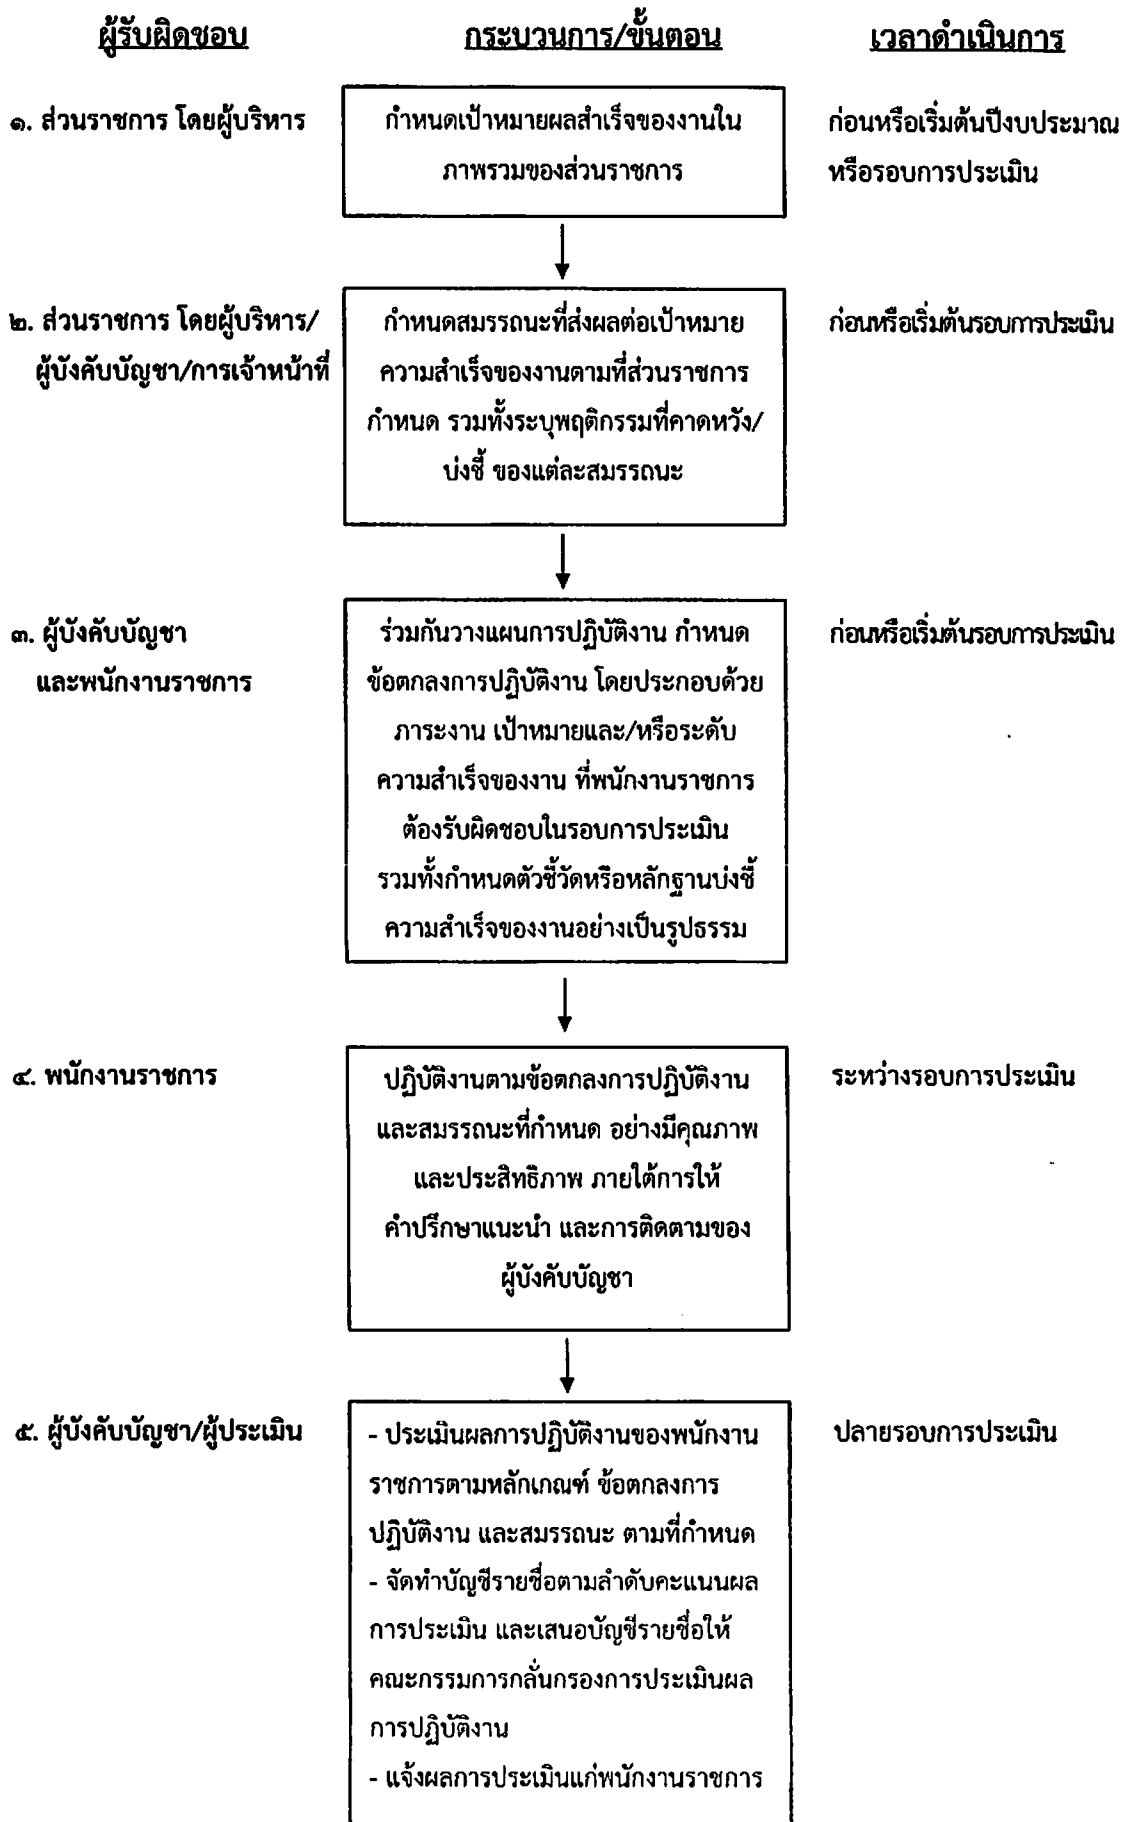 ผู้รับผิดชอบ
กระบวนการ/ขั้นตอน
เวลาดำเนินการ
๑. ส่วนราชการ โดยผู้บริหาร
กำหนดเป้าหมายผลสำเร็จของงานใน
ภาพรวมของส่วนราชการ
ก่อนหรือเริ่มต้นปีงบประมาณ
หรือรอบการประเมิน
๒. ส่วนราชการ โดยผู้บริหาร/
ผู้บังคับบัญชา/การเจ้าหน้าที่
กำหนดสมรรถนะที่ส่งผลต่อเป้าหมาย
ความสำเร็จของงานตามที่ส่วนราชการ
กำหนด รวมทั้งระบุพฤติกรรมที่คาดหวัง/
บ่งชี้ ของแต่ละสมรรถนะ
ก่อนหรือเริ่มต้นรอบการประเมิน
๓. ผู้บังคับบัญชา
และพนักงานราชการ
ร่วมกันวางแผนการปฏิบัติงาน กำหนด
ข้อตกลงการปฏิบัติงาน โดยประกอบด้วย
ภาระงาน เป้าหมายและ/หรือระดับ
ความสำเร็จของงาน ที่พนักงานราชการ
ต้องรับผิดชอบในรอบการประเมิน
รวมทั้งกำหนดตัวชี้วัดหรือหลักฐานบ่งชี้
ความสำเร็จของงานอย่างเป็นรูปธรรม
ก่อนหรือเริ่มต้นรอบการประเมิน
๔. พนักงานราชการ
ปฏิบัติงานตามข้อตกลงการปฏิบัติงาน
และสมรรถนะที่กำหนด อย่างมีคุณภาพ
และประสิทธิภาพ ภายใต้การให้
คำปรึกษาแนะนำ และการติดตามของ
ผู้บังคับบัญชา
ระหว่างรอบการประเมิน
๕. ผู้บังคับบัญชา/ผู้ประเมิน
- ประเมินผลการปฏิบัติงานของพนักงาน
ราชการตามหลักเกณฑ์ ข้อตกลงการ
ปฏิบัติงาน และสมรรถนะ ตามที่กำหนด
- จัดทำบัญชีรายชื่อตามลำดับคะแนนผล
การประเมิน และเสนอบัญชีรายชื่อให้
คณะกรรมการกลั่นกรองการประเมินผล
การปฏิบัติงาน
- แจ้งผลการประเมินแก่พนักงานราชการ
ปลายรอบการประเมิน